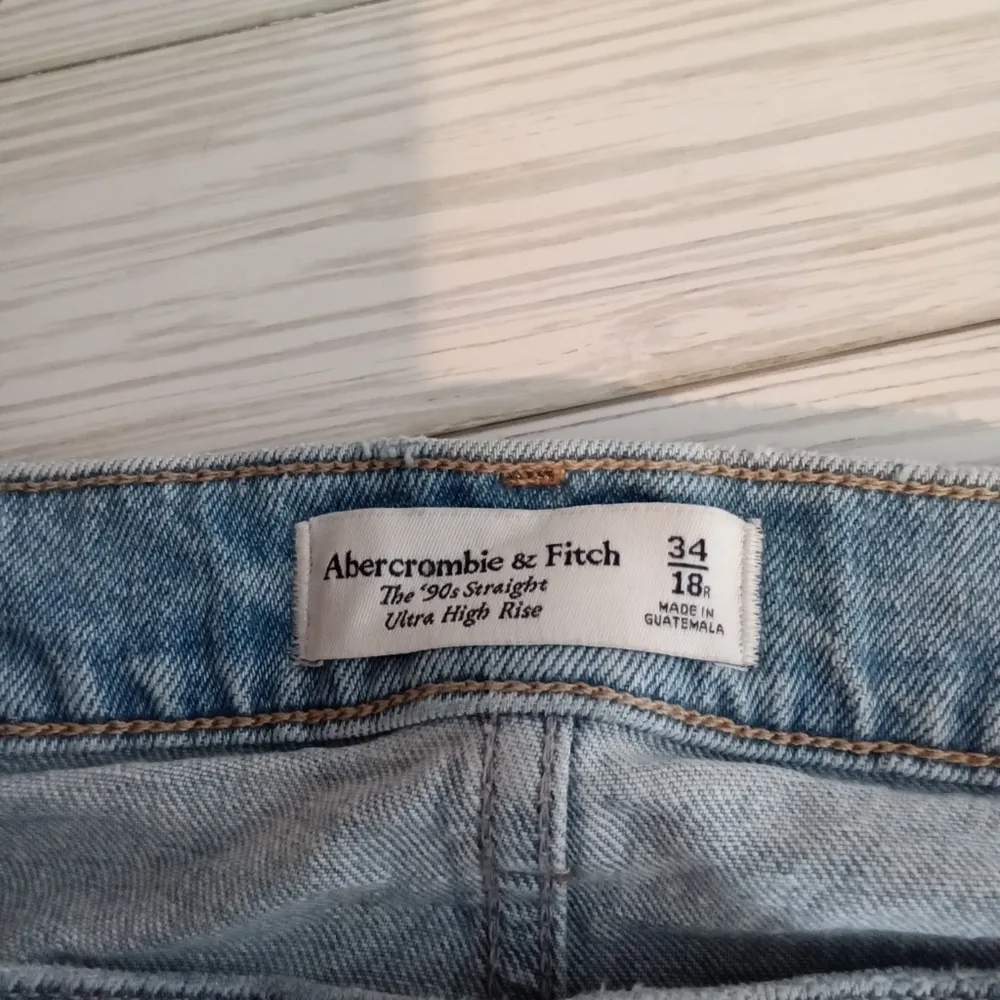 Abercrombie & Fitch
The '90s Straight
Ultra High Rise
34
18R
MADE IN
GUATEMALA